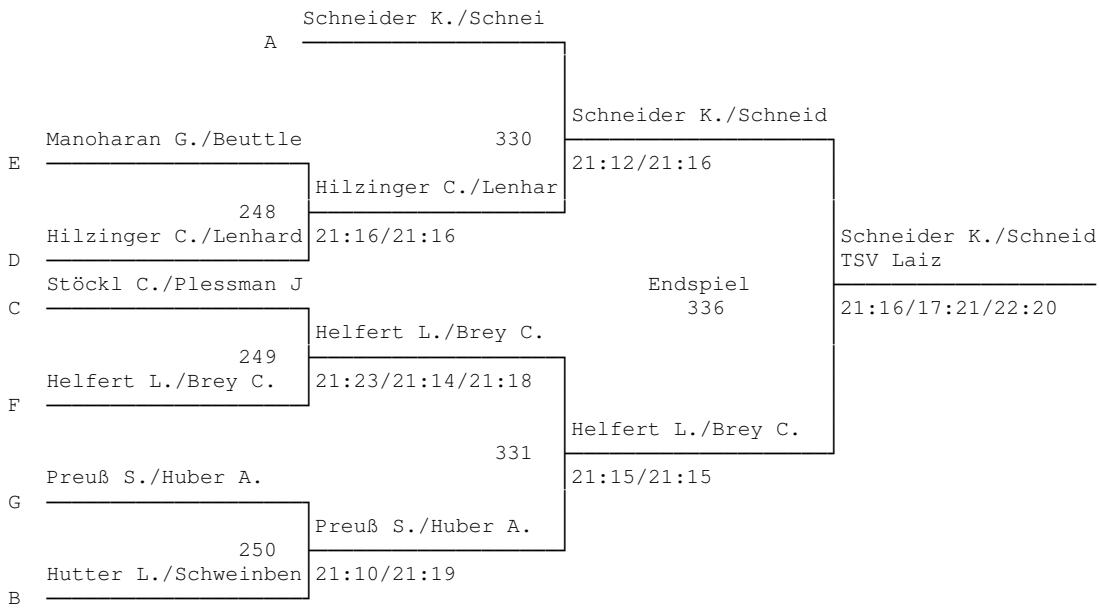 Schneider K./Schnei
A
Schneider K./Schneid
Manoharan G./Beuttle
330
E
21:12/21:16
Hilzinger C./Lenhar
248
Hilzinger C./Lenhard
21:16/21:16
Schneider K./Schneid
D
TSV Laiz
Stöckl C./Plessman J
Endspiel
C
336
21:16/17:21/22:20
Helfert L./Brey C.
249
Helfert L./Brey C.
21:23/21:14/21:18
F
Helfert L./Brey C.
331
Preuß S./Huber A.
21:15/21:15
G
Preuß S./Huber A.
250
Hutter L./Schweinben
21:10/21:19
B